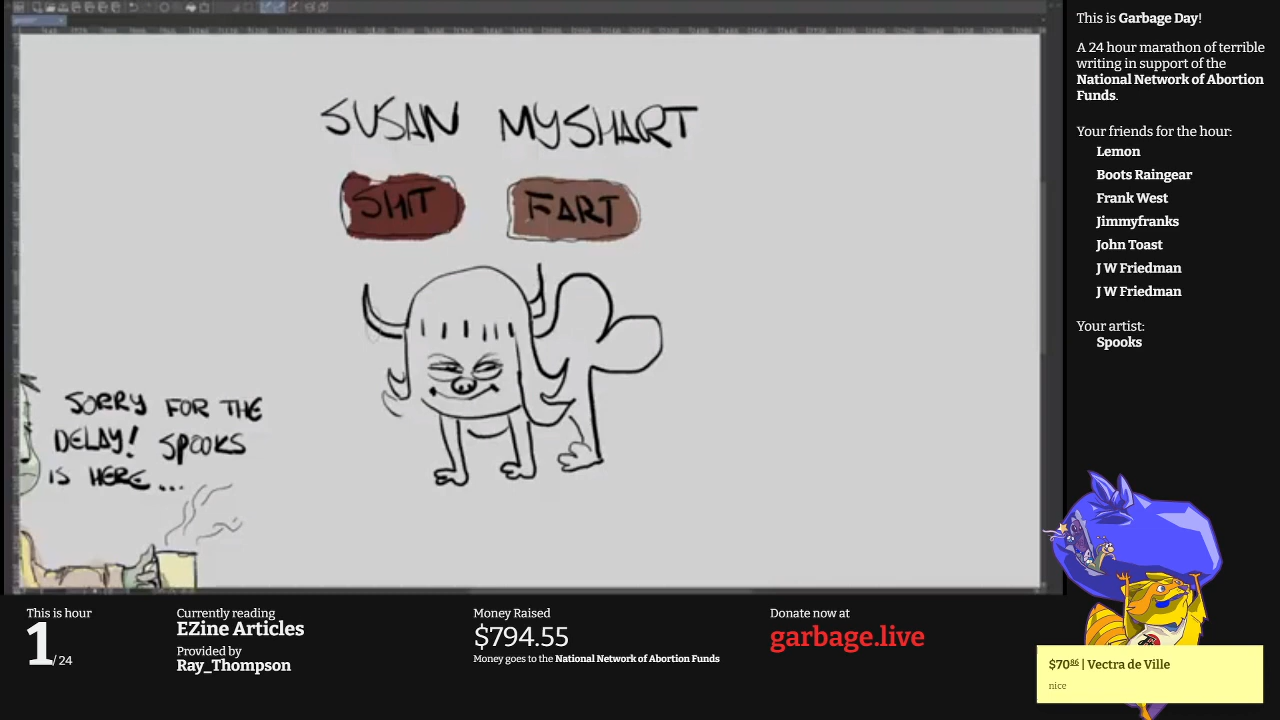 SUSAN MYSHART
SHIT FART
SORRY FOR THE
DELAY! SPOOKS
IS HERE...
This is Garbage Day!
A 24 hour marathon of terrible
writing in support of the
National Network of Abortion
Funds.
Your friends for the hour:
Lemon
Boots Raingear
Frank West
Jimmyfranks
John Toast
J W Friedman
J W Friedman
Your artist:
Spooks
This is hour
1 / 24
Currently reading
EZine Articles
Provided by
Ray_Thompson
Money Raised
$794.55
Money goes to the National Network of Abortion Funds
Donate now at
garbage.live
$70⁸⁶ | Vectra de Ville
nice